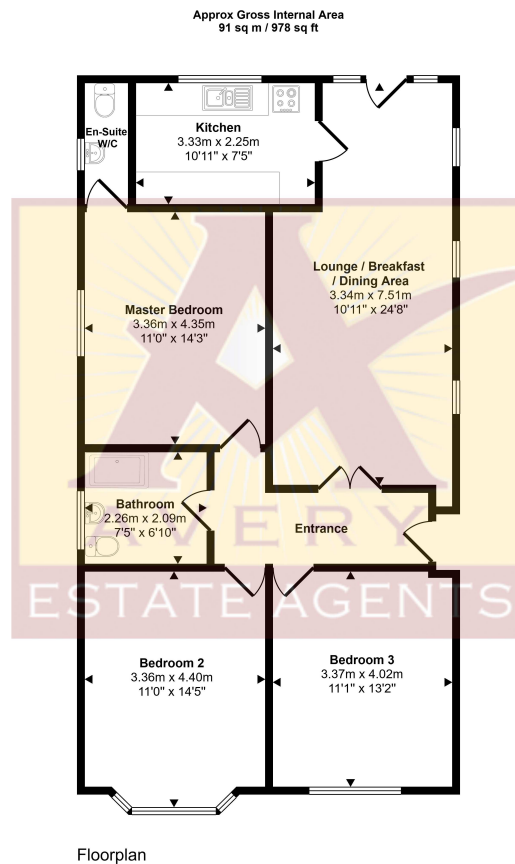 Approx Gross Internal Area
91 sq m / 978 sq ft
En-Suite
W/C
Kitchen
3.33m x 2.25m
10'11" x 7'5"
Lounge / Breakfast
/ Dining Area
3.34m x 7.51m
10'11" x 24'8"
Master Bedroom
3.36m x 4.35m
11'0" x 14'3"
Bathroom
2.26m x 2.09m
7'5" x 6'10"
Entrance
AVERY
ESTATE AGENTS
Bedroom 2
3.36m x 4.40m
11'0" x 14'5"
Bedroom 3
3.37m x 4.02m
11'1" x 13'2"
Floorplan